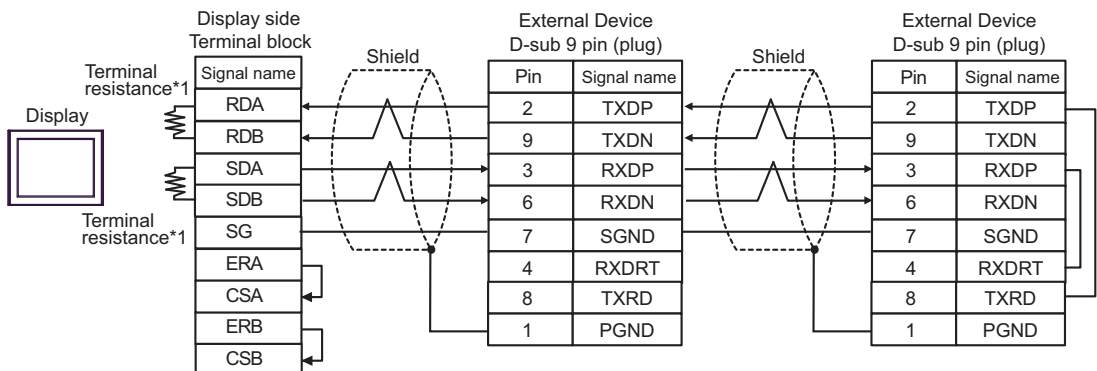 Display side
Terminal block
External Device
D-sub 9 pin (plug)
External Device
D-sub 9 pin (plug)
Shield
Shield
Terminal
resistance*1
Display
Terminal
resistance*1
Signal name
RDA
RDB
SDA
SDB
SG
ERA
CSA
ERB
CSB
Pin Signal name
2 TXDP
9 TXDN
3 RXDP
6 RXDN
7 SGND
4 RXDRT
8 TXRD
1 PGND
Pin Signal name
2 TXDP
9 TXDN
3 RXDP
6 RXDN
7 SGND
4 RXDRT
8 TXRD
1 PGND